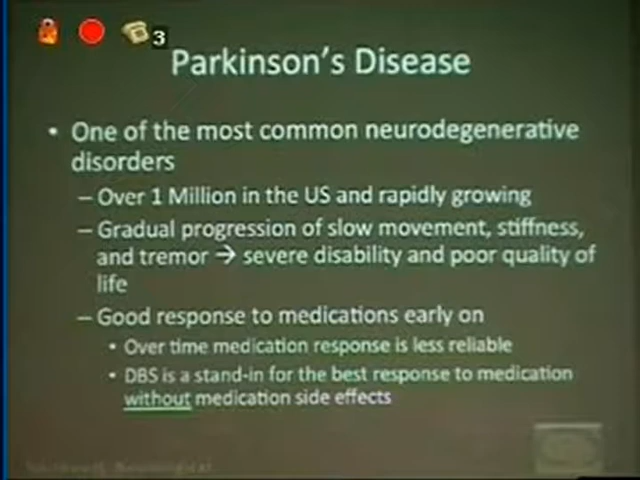 3
Parkinson's Disease
• One of the most common neurodegenerative
disorders
– Over 1 Million in the US and rapidly growing
– Gradual progression of slow movement, stiffness,
and tremor → severe disability and poor quality of
life
– Good response to medications early on
• Over time medication response is less reliable
• DBS is a stand-in for the best response to medication
without medication side effects